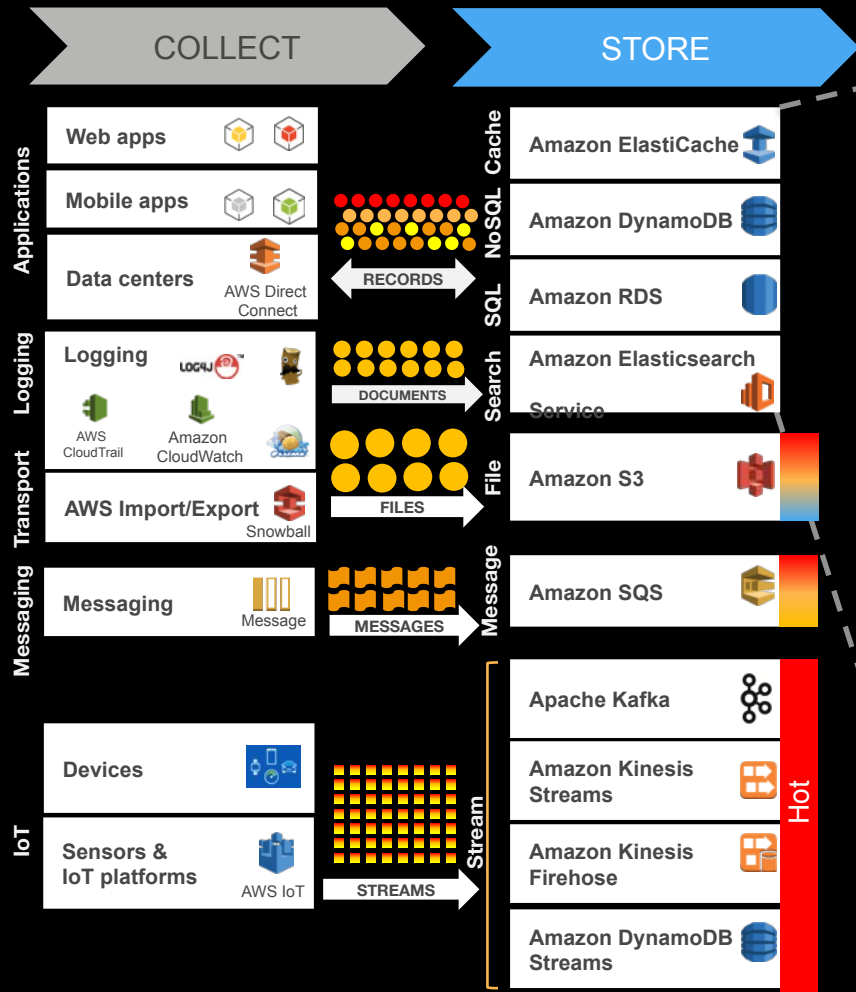 COLLECT
STORE
Applications
Web apps
Mobile apps
Data centers
AWS Direct
Connect
RECORDS
Cache
Amazon ElastiCache
NoSQL
Amazon DynamoDB
SQL
Amazon RDS
Logging
Logging
LOG4J™
AWS
CloudTrail
Amazon
CloudWatch
DOCUMENTS
Search
Amazon Elasticsearch
Service
Transport
AWS Import/Export
Snowball
FILES
File
Amazon S3
Messaging
Messaging
Message
MESSAGES
Message
Amazon SQS
IoT
Devices
Sensors &
IoT platforms
AWS IoT
STREAMS
Stream
Apache Kafka
Amazon Kinesis
Streams
Amazon Kinesis
Firehose
Amazon DynamoDB
Streams
Hot